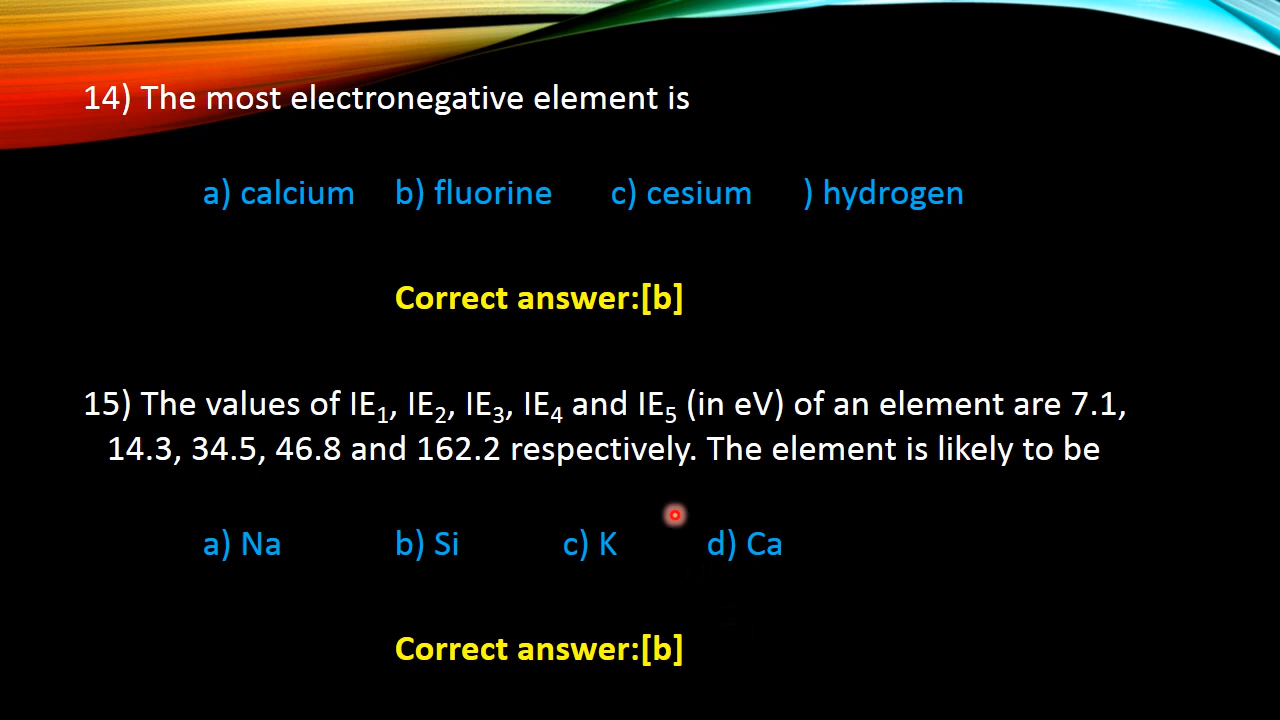 14) The most electronegative element is
a) calcium b) fluorine c) cesium ) hydrogen
Correct answer:[b]
15) The values of IE₁, IE₂, IE₃, IE₄ and IE₅ (in eV) of an element are 7.1,
14.3, 34.5, 46.8 and 162.2 respectively. The element is likely to be
a) Na b) Si c) K d) Ca
Correct answer:[b]